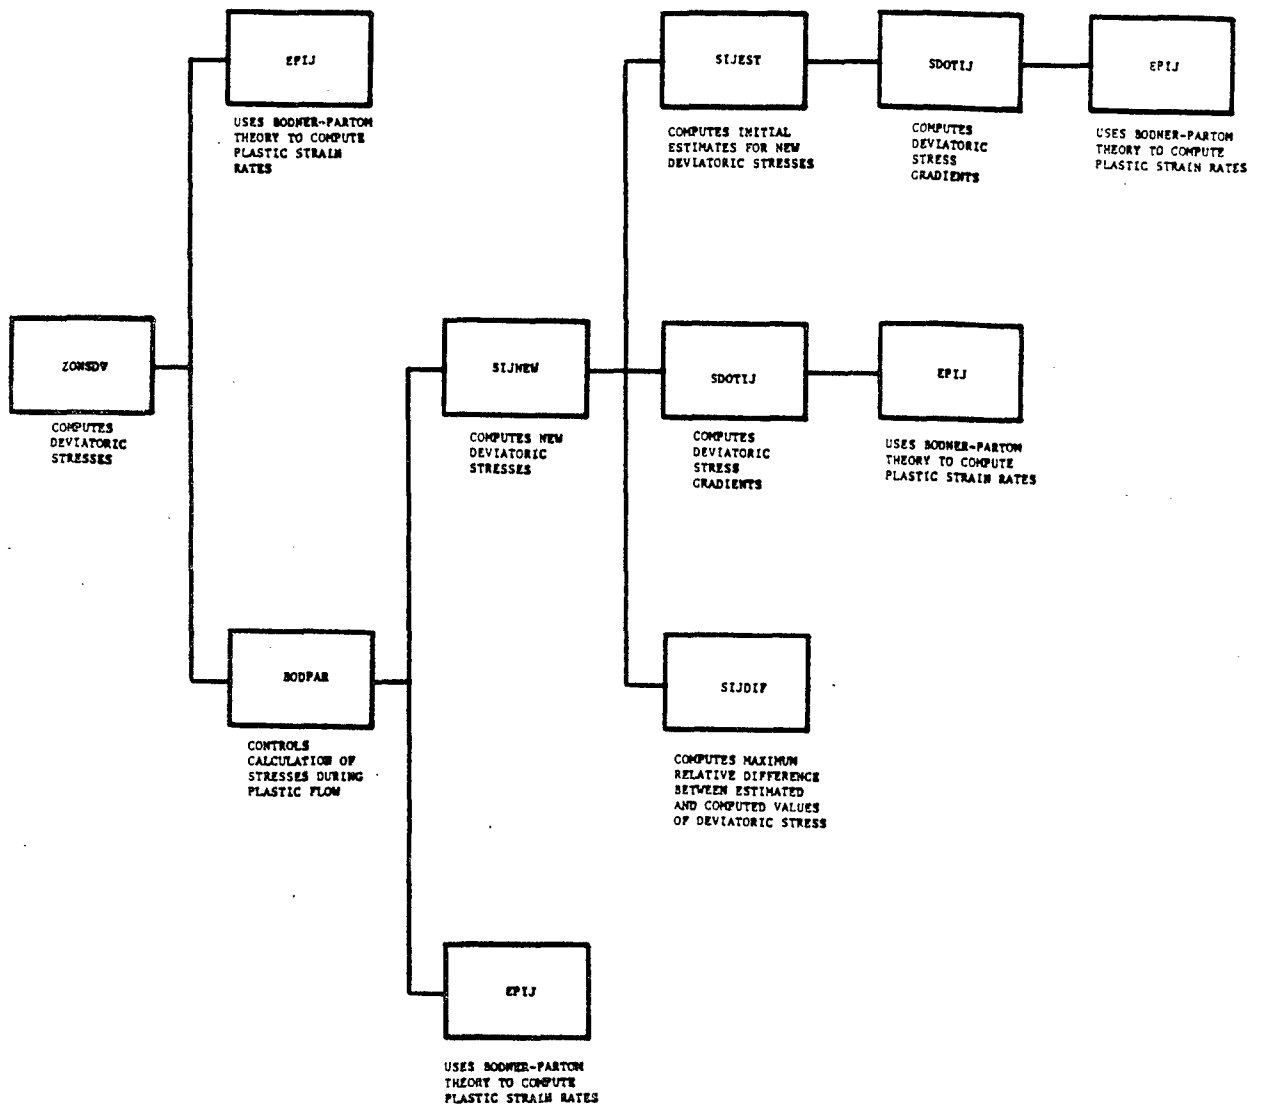 EPIJ
USES BODNER-PARTOM
THEORY TO COMPUTE
PLASTIC STRAIN
RATES
SIJEST
COMPUTES INITIAL
ESTIMATES FOR NEW
DEVIATORIC STRESSES
SDOTIJ
COMPUTES
DEVIATORIC
STRESS
GRADIENTS
EPIJ
USES BODNER-PARTOM
THEORY TO COMPUTE
PLASTIC STRAIN RATES
ZONSDV
COMPUTES
DEVIATORIC
STRESSES
SIJNEW
COMPUTES NEW
DEVIATORIC
STRESSES
SDOTIJ
COMPUTES
DEVIATORIC
STRESS
GRADIENTS
EPIJ
USES BODNER-PARTOM
THEORY TO COMPUTE
PLASTIC STRAIN RATES
BODPAR
CONTROLS
CALCULATION OF
STRESSES DURING
PLASTIC FLOW
SIJDIF
COMPUTES MAXIMUM
RELATIVE DIFFERENCE
BETWEEN ESTIMATED
AND COMPUTED VALUES
OF DEVIATORIC STRESS
EPIJ
USES BODNER-PARTOM
THEORY TO COMPUTE
PLASTIC STRAIN RATES